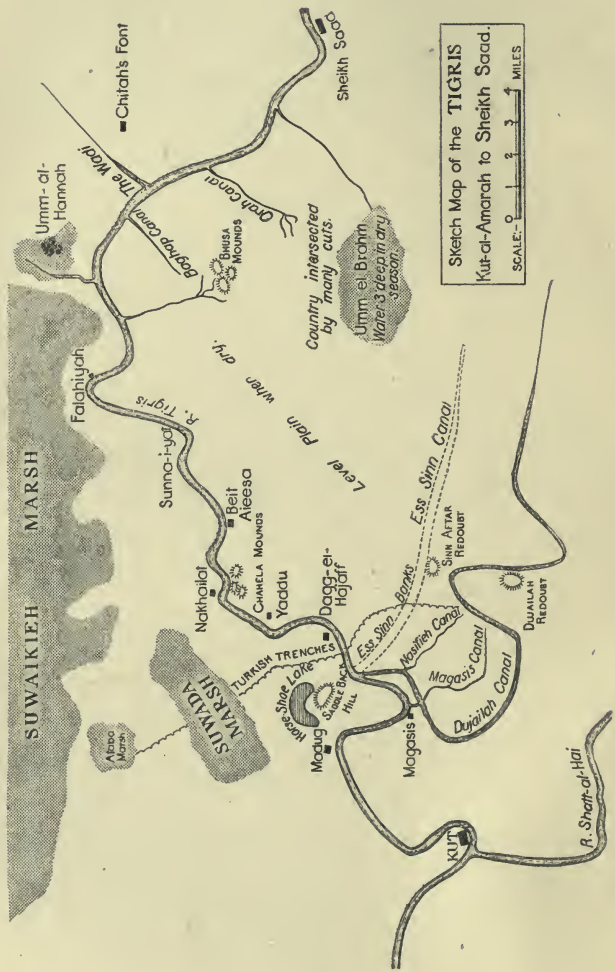 SUWAIKIEH MARSH
Umm-al-
Hannah
Chitah's Font
The Wadi
Boghap Canal
Orah Canal
Sheikh Saad
Falahiyah
BHUSA
MOUNDS
R. Tigris
Sunna-i-yat
Country intersected
by many cuts.
Umm-el-Brahm
Water 3' deep in dry
season.
Level Plain when dry.
Beit
Aieesa
Nakhailat
CHAHELA MOUNDS
Yaddu
Atabo
Marsh
SUWADA
MARSH
TURKISH TRENCHES
Dagg-el-
Hajaff
Horse Shoe Lake
SADDLE BACK
HILL
Madug
Ess Sinn Banks
Ess Sinn Canal
SINN AFTAR
REDOUBT
Nasifieh Canal
Magasis Canal
Magasis
Dujailah Canal
DUJAILAH
REDOUBT
KUT
R. Shatt-al-Hai
Sketch Map of the TIGRIS
Kut-al-Amarah to Sheikh Saad.
SCALE:- 0 1 2 3 4 MILES